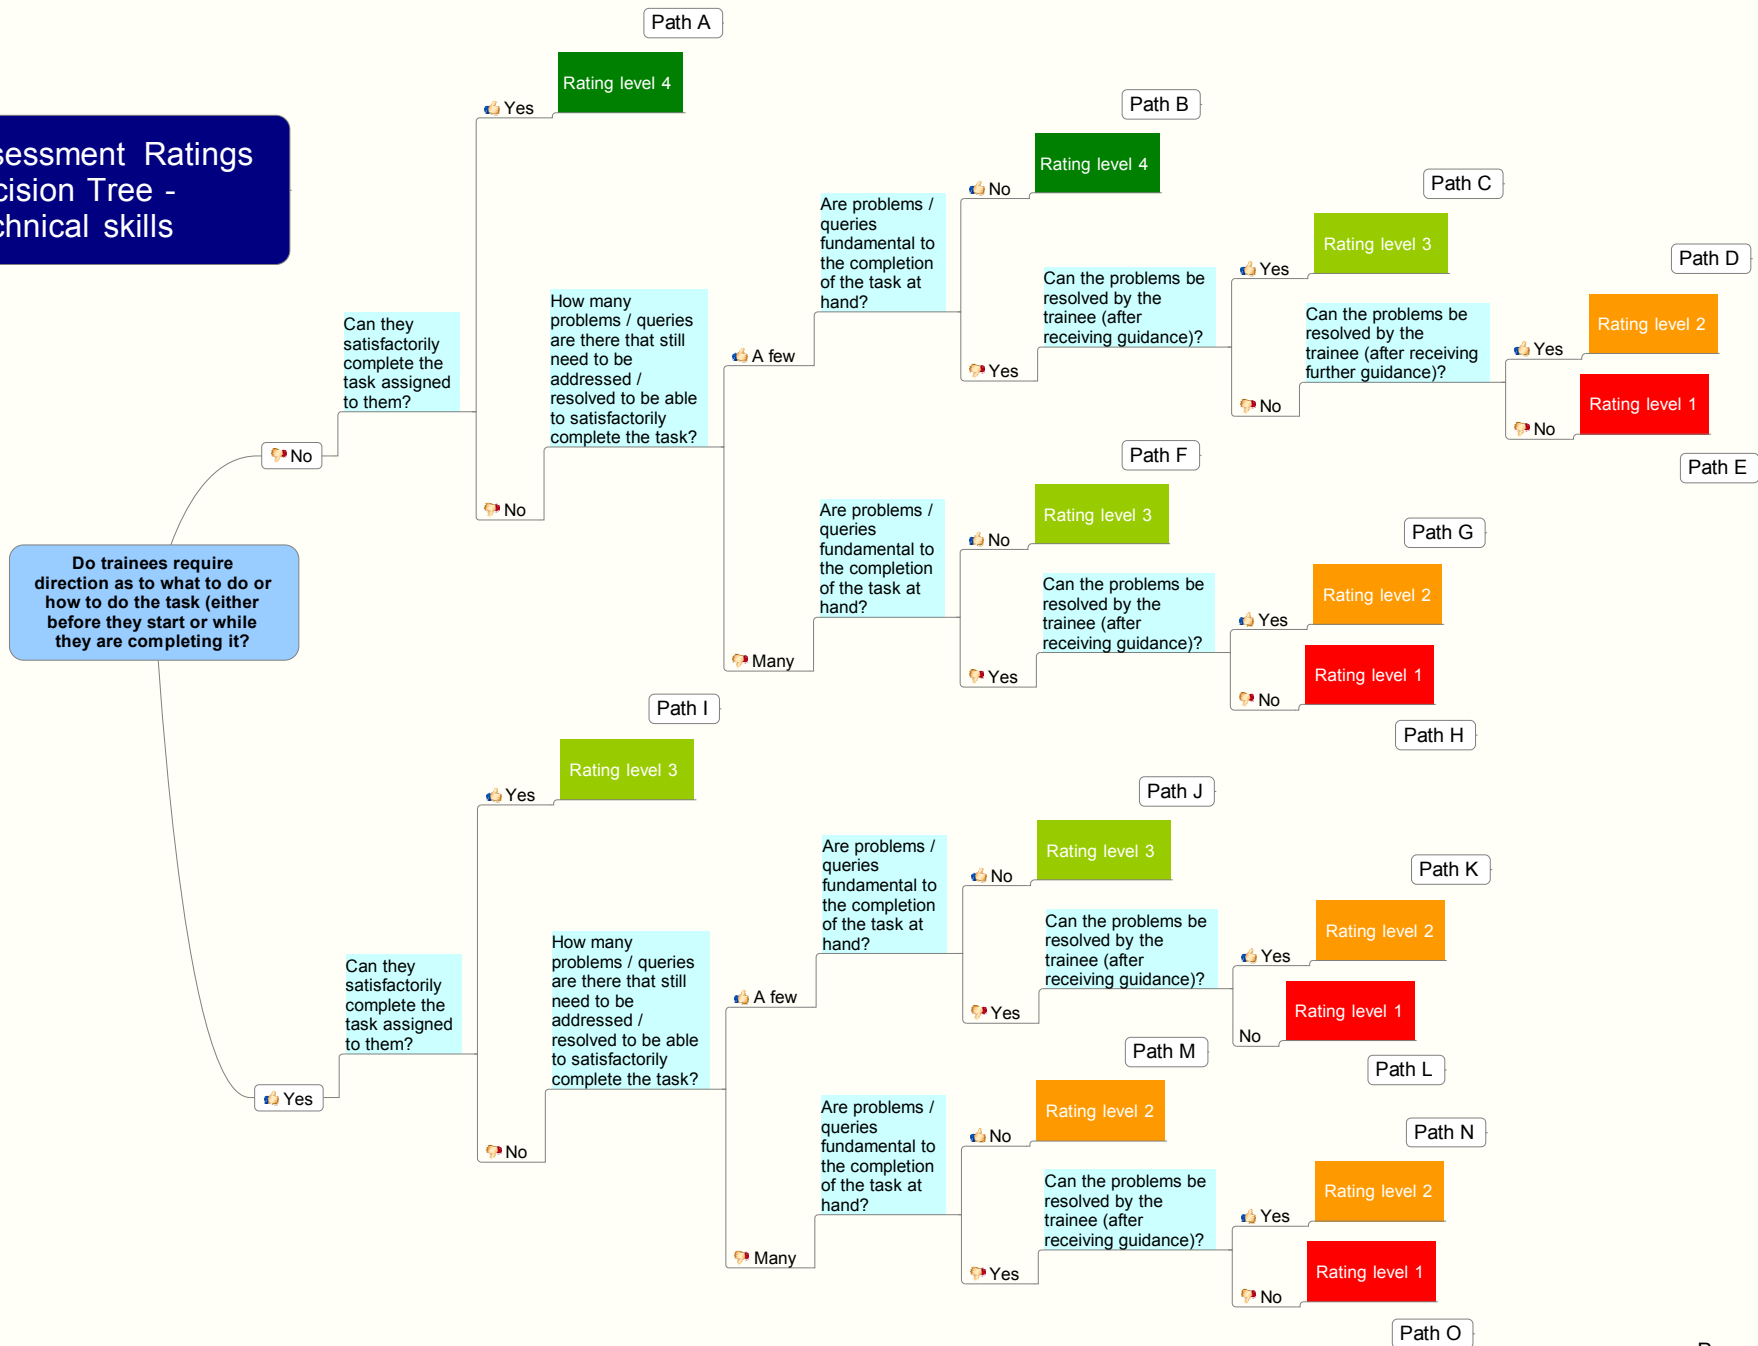 Path A
Rating level 4
Yes
sessment Ratings
cision Tree -
chnical skills
Path B
Rating level 4
No
Are problems /
queries
fundamental to
the completion
of the task at
hand?
Path C
Rating level 3
Yes
Can the problems be
resolved by the
trainee (after
receiving guidance)?
Yes
Path D
Rating level 2
Yes
Can the problems be
resolved by the
trainee (after receiving
further guidance)?
No
Rating level 1
No
Path E
How many
problems / queries
are there that still
need to be
addressed /
resolved to be able
to satisfactorily
complete the task?
A few
Can they
satisfactorily
complete the
task assigned
to them?
No
No
Path F
Rating level 3
No
Are problems /
queries
fundamental to
the completion
of the task at
hand?
Many
Path G
Rating level 2
Yes
Can the problems be
resolved by the
trainee (after
receiving guidance)?
Yes
Rating level 1
No
Path H
Do trainees require
direction as to what to do or
how to do the task (either
before they start or while
they are completing it?
Path I
Rating level 3
Yes
Path J
Rating level 3
No
Are problems /
queries
fundamental to
the completion
of the task at
hand?
Path K
Rating level 2
Yes
Can the problems be
resolved by the
trainee (after
receiving guidance)?
Yes
Rating level 1
No
Path L
How many
problems / queries
are there that still
need to be
addressed /
resolved to be able
to satisfactorily
complete the task?
A few
Can they
satisfactorily
complete the
task assigned
to them?
Yes
No
Path M
Rating level 2
No
Are problems /
queries
fundamental to
the completion
of the task at
hand?
Many
Path N
Rating level 2
Yes
Can the problems be
resolved by the
trainee (after
receiving guidance)?
Yes
Rating level 1
No
Path O